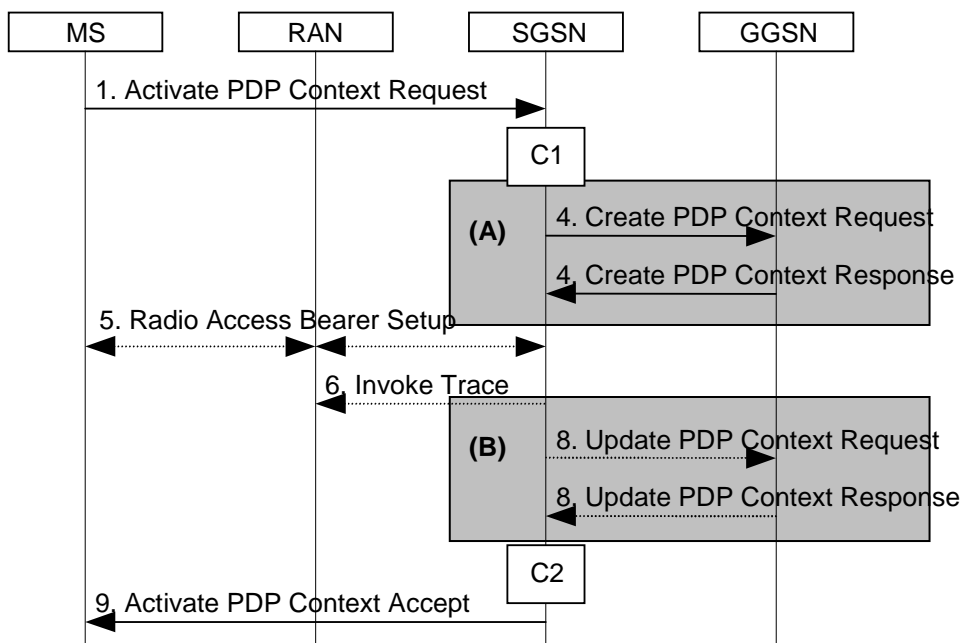 MS
RAN
SGSN
GGSN
1. Activate PDP Context Request
C1
(A)
4. Create PDP Context Request
4. Create PDP Context Response
5. Radio Access Bearer Setup
6. Invoke Trace
(B)
8. Update PDP Context Request
8. Update PDP Context Response
C2
9. Activate PDP Context Accept